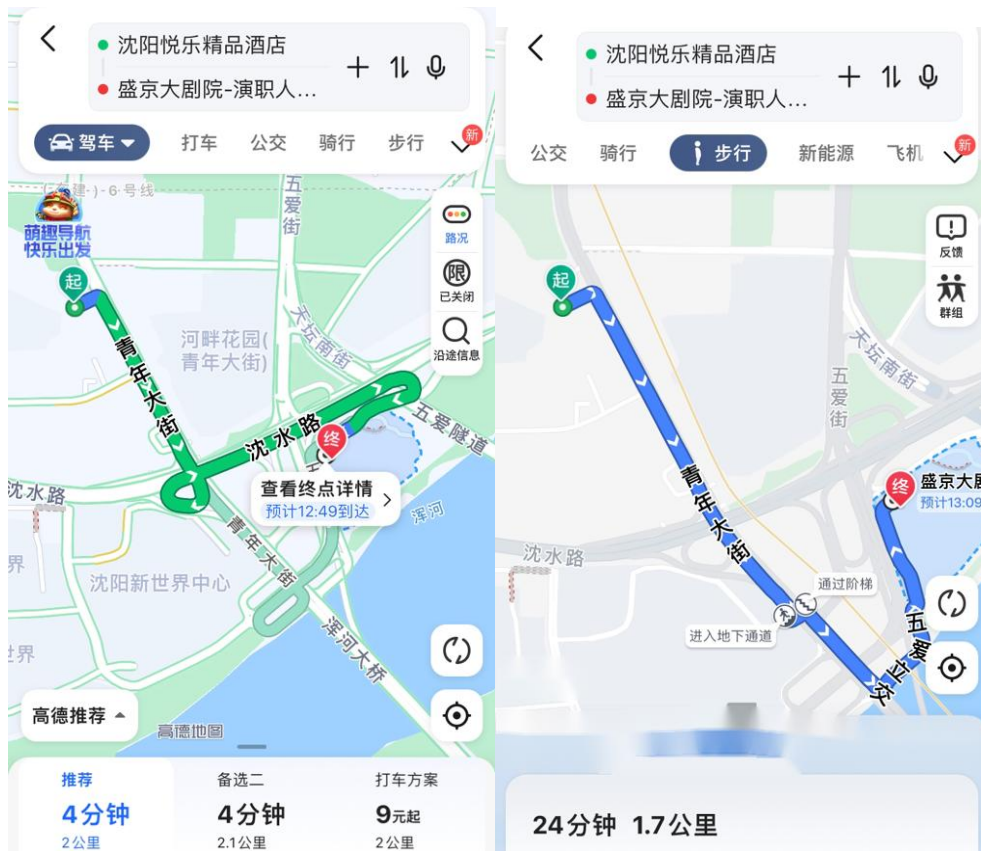 沈阳悦乐精品酒店
盛京大剧院-演职人...
驾车
打车
公交
骑行
步行
新
建·)-6号线
萌趣导航
快乐出发
五爱街
路况
限
已关闭
沿途信息
起
河畔花园(
青年大街)
天坛南街
青年大街
沈水路
五爱隧道
终
查看终点详情
预计12:49到达
沈水路
浑河
青年大街
界
沈阳新世界中心
世界
浑河大桥
高德推荐
高德地图
推荐
4分钟
2公里
备选二
4分钟
2.1公里
打车方案
9元起
2公里
沈阳悦乐精品酒店
盛京大剧院-演职人...
公交
骑行
步行
新能源
飞机
新
反馈
群组
起
天坛南街
五爱街
青年大街
终
盛京大剧
预计13:09
沈水路
通过阶梯
进入地下通道
五爱立交
24分钟 1.7公里